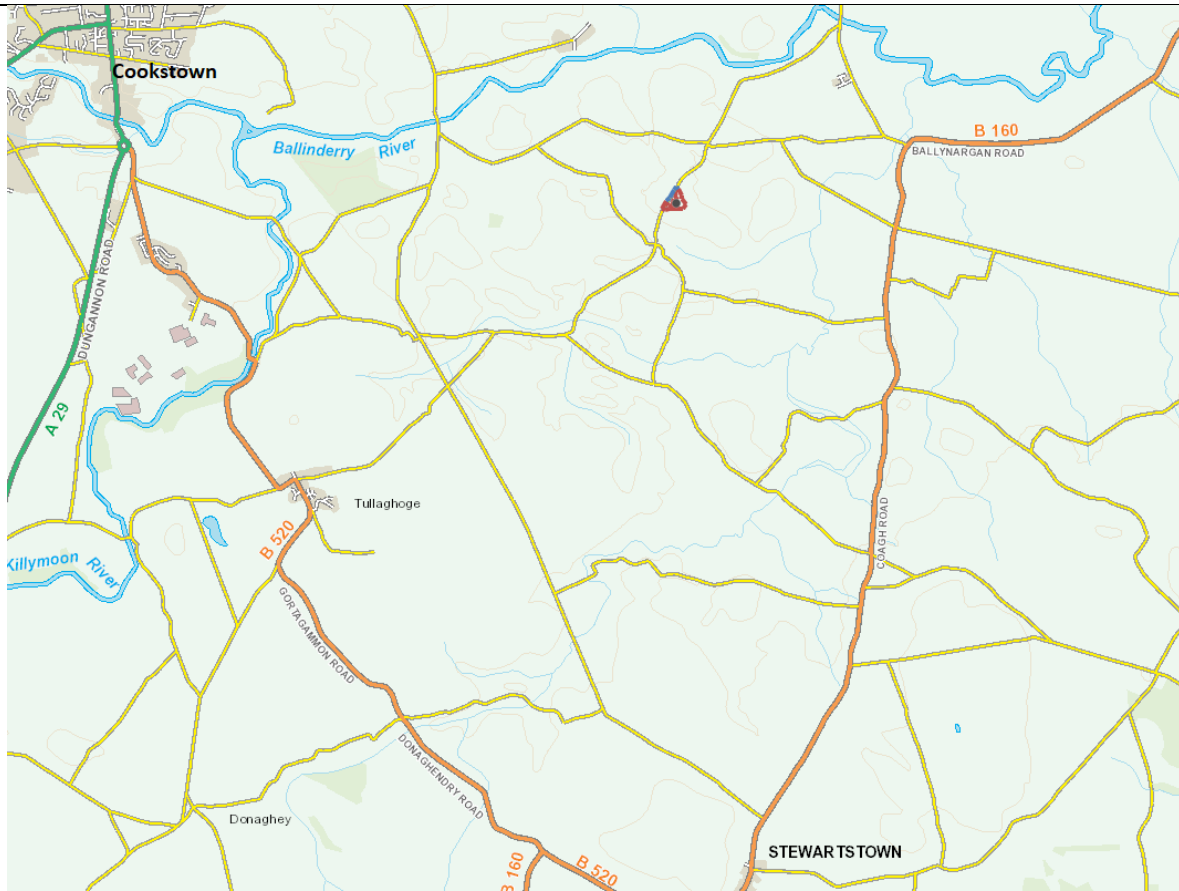 Cookstown
B 160
Ballinderry River
BALLYNARGAN ROAD
DUNGANNON ROAD
A 29
Tullaghoge
B 520
COAGH ROAD
Killymoon River
GORTAGAMMON ROAD
DONAGHENDRY ROAD
Donaghey
STEWARTSTOWN
B 160
B 520